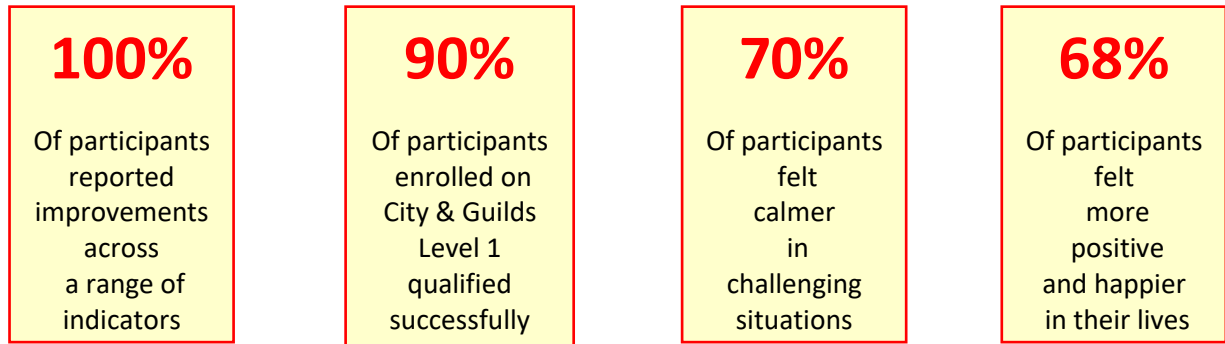 100%
Of participants
reported
improvements
across
a range of
indicators
90%
Of participants
enrolled on
City & Guilds
Level 1
qualified
successfully
70%
Of participants
felt
calmer
in
challenging
situations
68%
Of participants
felt
more
positive
and happier
in their lives